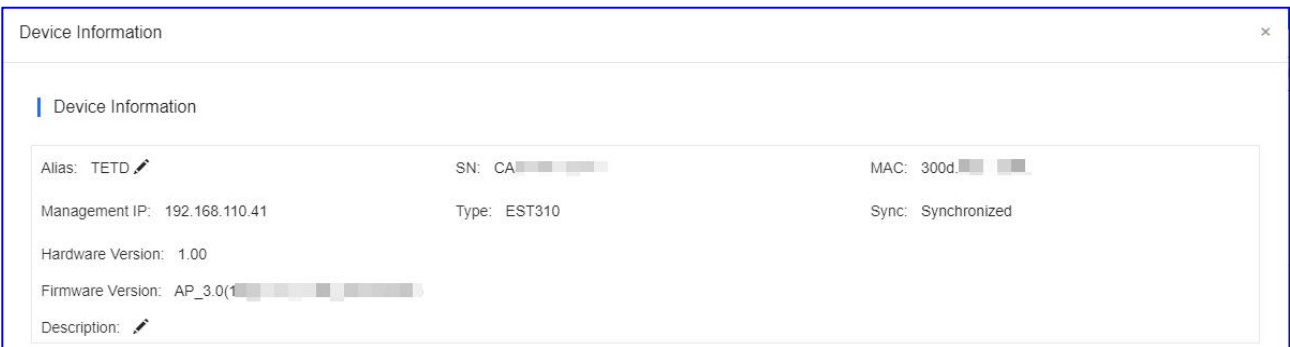 Device Information
×
Device Information
Alias: TETD
SN: CA
MAC: 300d.
Management IP: 192.168.110.41
Type: EST310
Sync: Synchronized
Hardware Version: 1.00
Firmware Version: AP_3.0(1
Description: